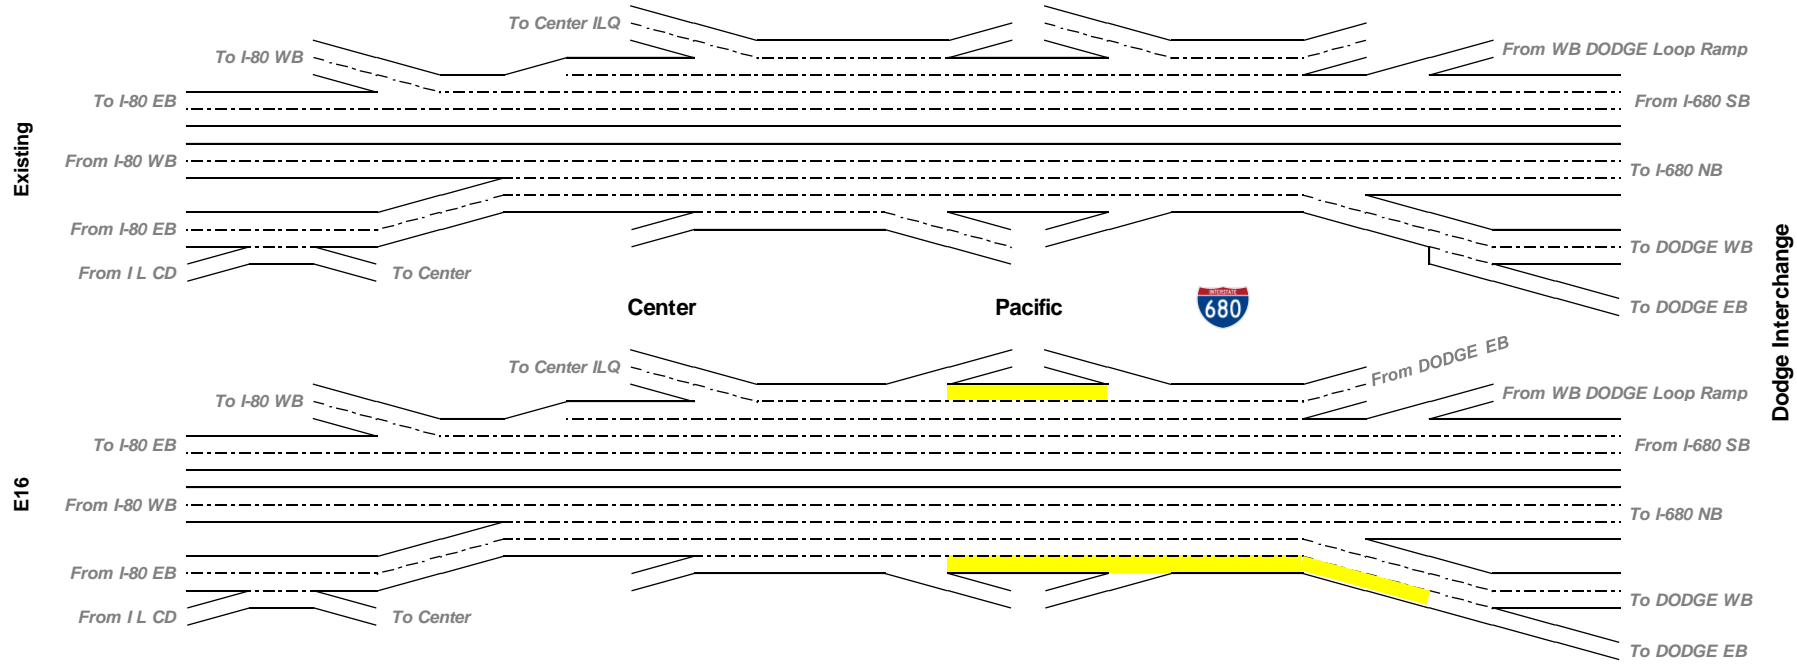 To Center ILQ
To I-80 WB
From WB DODGE Loop Ramp
To I-80 EB
From I-680 SB
Existing
From I-80 WB
To I-680 NB
From I-80 EB
To DODGE WB
From I L CD
To Center
To DODGE EB
Center
Pacific
INTERSTATE
680
Dodge Interchange
To Center ILQ
From DODGE EB
To I-80 WB
From WB DODGE Loop Ramp
To I-80 EB
From I-680 SB
E16
From I-80 WB
To I-680 NB
From I-80 EB
To DODGE WB
From I L CD
To Center
To DODGE EB